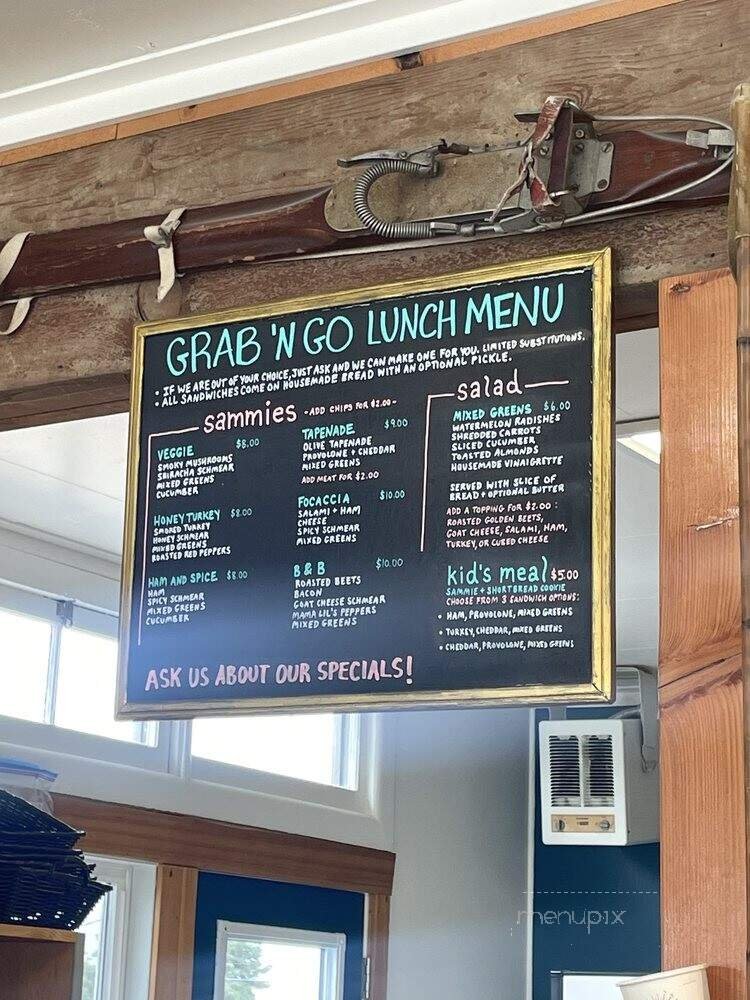 GRAB 'N GO LUNCH MENU
• IF WE ARE OUT OF YOUR CHOICE, JUST ASK AND WE CAN MAKE ONE FOR YOU. LIMITED SUBSTITUTIONS.
• ALL SANDWICHES COME ON HOUSEMADE BREAD WITH AN OPTIONAL PICKLE.
sammies - ADD CHIPS FOR $2.00 -
VEGGIE $8.00
SMOKY MUSHROOMS
SRIRACHA SCHMEAR
MIXED GREENS
CUCUMBER
HONEY TURKEY $8.00
SMOKED TURKEY
HONEY SCHMEAR
MIXED GREENS
ROASTED RED PEPPERS
HAM AND SPICE $8.00
HAM
SPICY SCHMEAR
MIXED GREENS
CUCUMBER
TAPENADE $9.00
OLIVE TAPENADE
PROVOLONE + CHEDDAR
MIXED GREENS
ADD MEAT FOR $2.00
FOCACCIA $10.00
SALAMI + HAM
CHEESE
SPICY SCHMEAR
MIXED GREENS
B & B $10.00
ROASTED BEETS
BACON
GOAT CHEESE SCHMEAR
MAMA LIL'S PEPPERS
MIXED GREENS
salad
MIXED GREENS $6.00
WATERMELON RADISHES
SHREDDED CARROTS
SLICED CUCUMBER
TOASTED ALMONDS
HOUSEMADE VINAIGRETTE
SERVED WITH SLICE OF
BREAD + OPTIONAL BUTTER
ADD A TOPPING FOR $2.00 :
ROASTED GOLDEN BEETS,
GOAT CHEESE, SALAMI, HAM,
TURKEY, OR CUBED CHEESE
kid's meal $5.00
SAMMIE + SHORTBREAD COOKIE
CHOOSE FROM 3 SANDWICH OPTIONS:
• HAM, PROVOLONE, MIXED GREENS
• TURKEY, CHEDDAR, MIXED GREENS
• CHEDDAR, PROVOLONE, MIXED GREENS
ASK US ABOUT OUR SPECIALS!
menupix